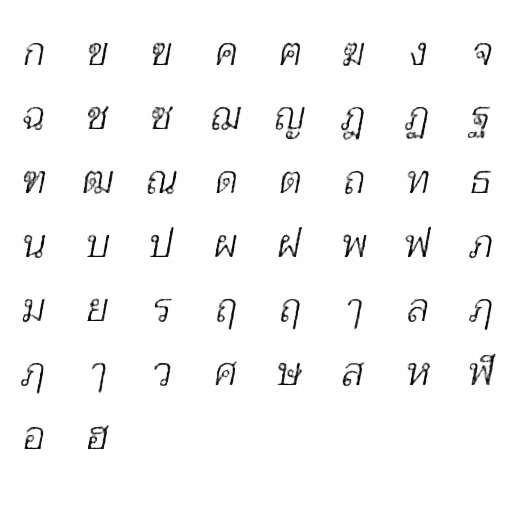 ก ข ฃ ค ฅ ฆ ง จ
ฉ ช ซ ฌ ญ ฎ ฏ ฐ
ฑ ฒ ณ ด ต ถ ท ธ
น บ ป ผ ฝ พ ฟ ภ
ม ย ร ฤ ฤ ๅ ล ฦ
ฦ ๅ ว ศ ษ ส ห ฬ
อ ฮ